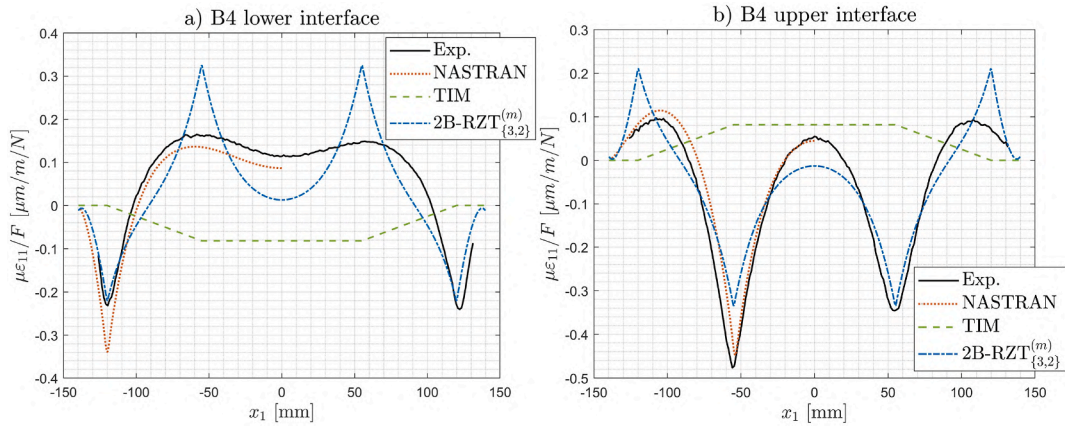 a) B4 lower interface
0.4
0.3
0.2
0.1
0
-0.1
-0.2
-0.3
-0.4
με₁₁/F [μm/m/N]
-150
-100
-50
0
50
100
150
x₁ [mm]
Exp.
NASTRAN
TIM
2B-RZT{3,2}(m)
b) B4 upper interface
0.3
0.2
0.1
0
-0.1
-0.2
-0.3
-0.4
-0.5
με₁₁/F [μm/m/N]
-150
-100
-50
0
50
100
150
x₁ [mm]
Exp.
NASTRAN
TIM
2B-RZT{3,2}(m)